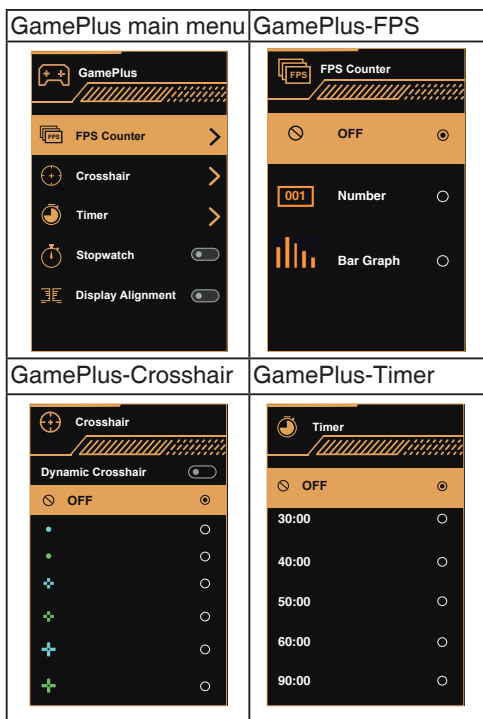 GamePlus main menu
GamePlus
FPS
FPS Counter
Crosshair
Timer
Stopwatch
Display Alignment
GamePlus-FPS
FPS
FPS Counter
OFF
001
Number
Bar Graph
GamePlus-Crosshair
Crosshair
Dynamic Crosshair
OFF
GamePlus-Timer
Timer
OFF
30:00
40:00
50:00
60:00
90:00